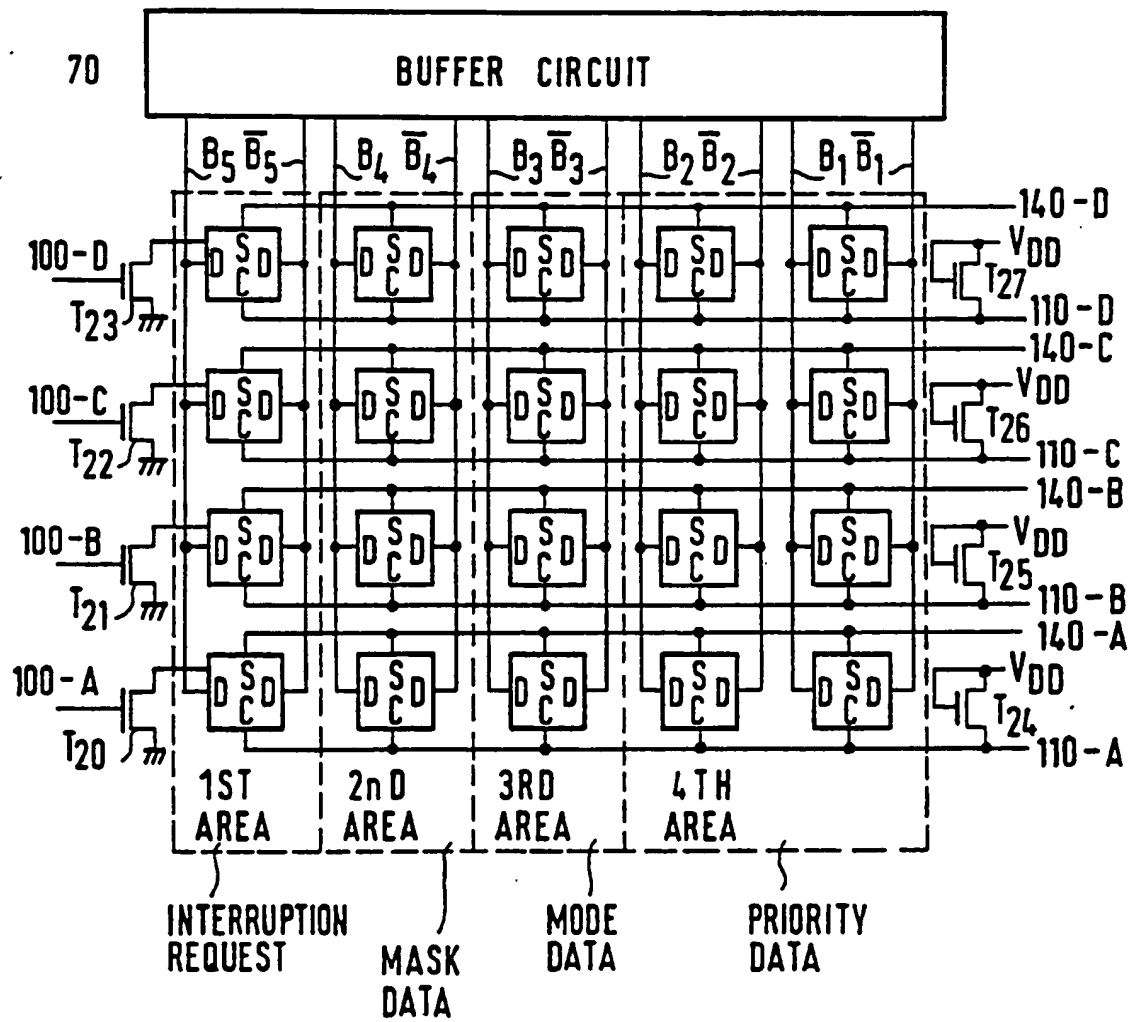 70
BUFFER CIRCUIT
B5 B̅5 B4 B̅4 B3 B̅3 B2 B̅2 B1 B̅1
140-D
100-D
D S C D D S C D D S C D D S C D D S C D
VDD
T27
T23
110-D
140-C
100-C
D S C D D S C D D S C D D S C D D S C D
VDD
T26
T22
110-C
140-B
100-B
D S C D D S C D D S C D D S C D D S C D
VDD
T25
T21
110-B
140-A
100-A
D S C D D S C D D S C D D S C D D S C D
VDD
T24
T20
110-A
1ST AREA
2nD AREA
3RD AREA
4TH AREA
INTERRUPTION REQUEST
MASK DATA
MODE DATA
PRIORITY DATA